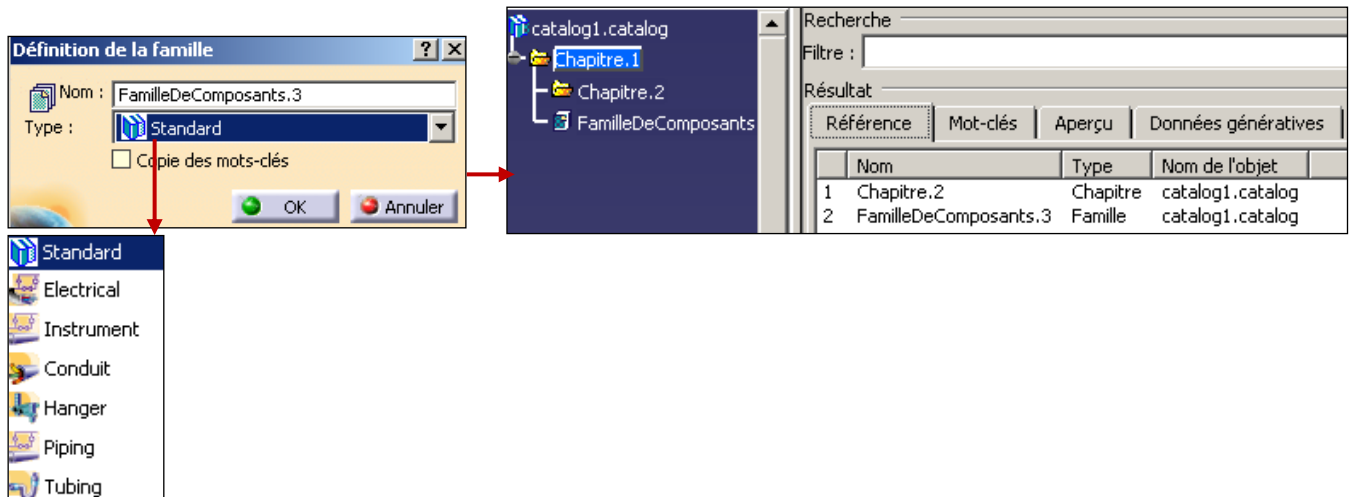 Définition de la famille
Nom : FamilleDeComposants.3
Type : Standard
Copie des mots-clés
OK Annuler
Standard
Electrical
Instrument
Conduit
Hanger
Piping
Tubing
catalog1.catalog
Chapitre.1
Chapitre.2
FamilleDeComposants
Recherche
Filtre :
Résultat
Référence Mot-clés Aperçu Données génératives
Nom Type Nom de l'objet
1 Chapitre.2 Chapitre catalog1.catalog
2 FamilleDeComposants.3 Famille catalog1.catalog